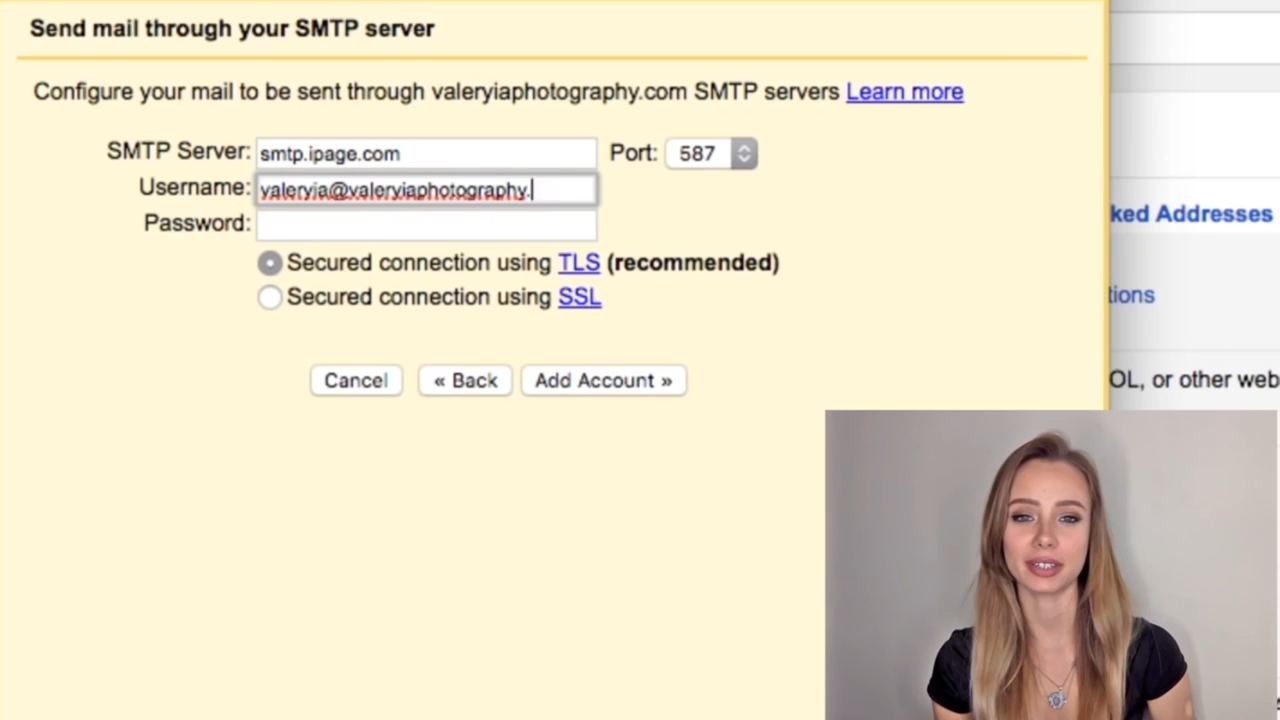 Send mail through your SMTP server
Configure your mail to be sent through valeryiaphotography.com SMTP servers Learn more
SMTP Server: smtp.ipage.com Port: 587
Username: valeryia@valeryiaphotography.
Password:
Secured connection using TLS (recommended)
Secured connection using SSL
Cancel « Back Add Account »
ked Addresses
tions
OL, or other web